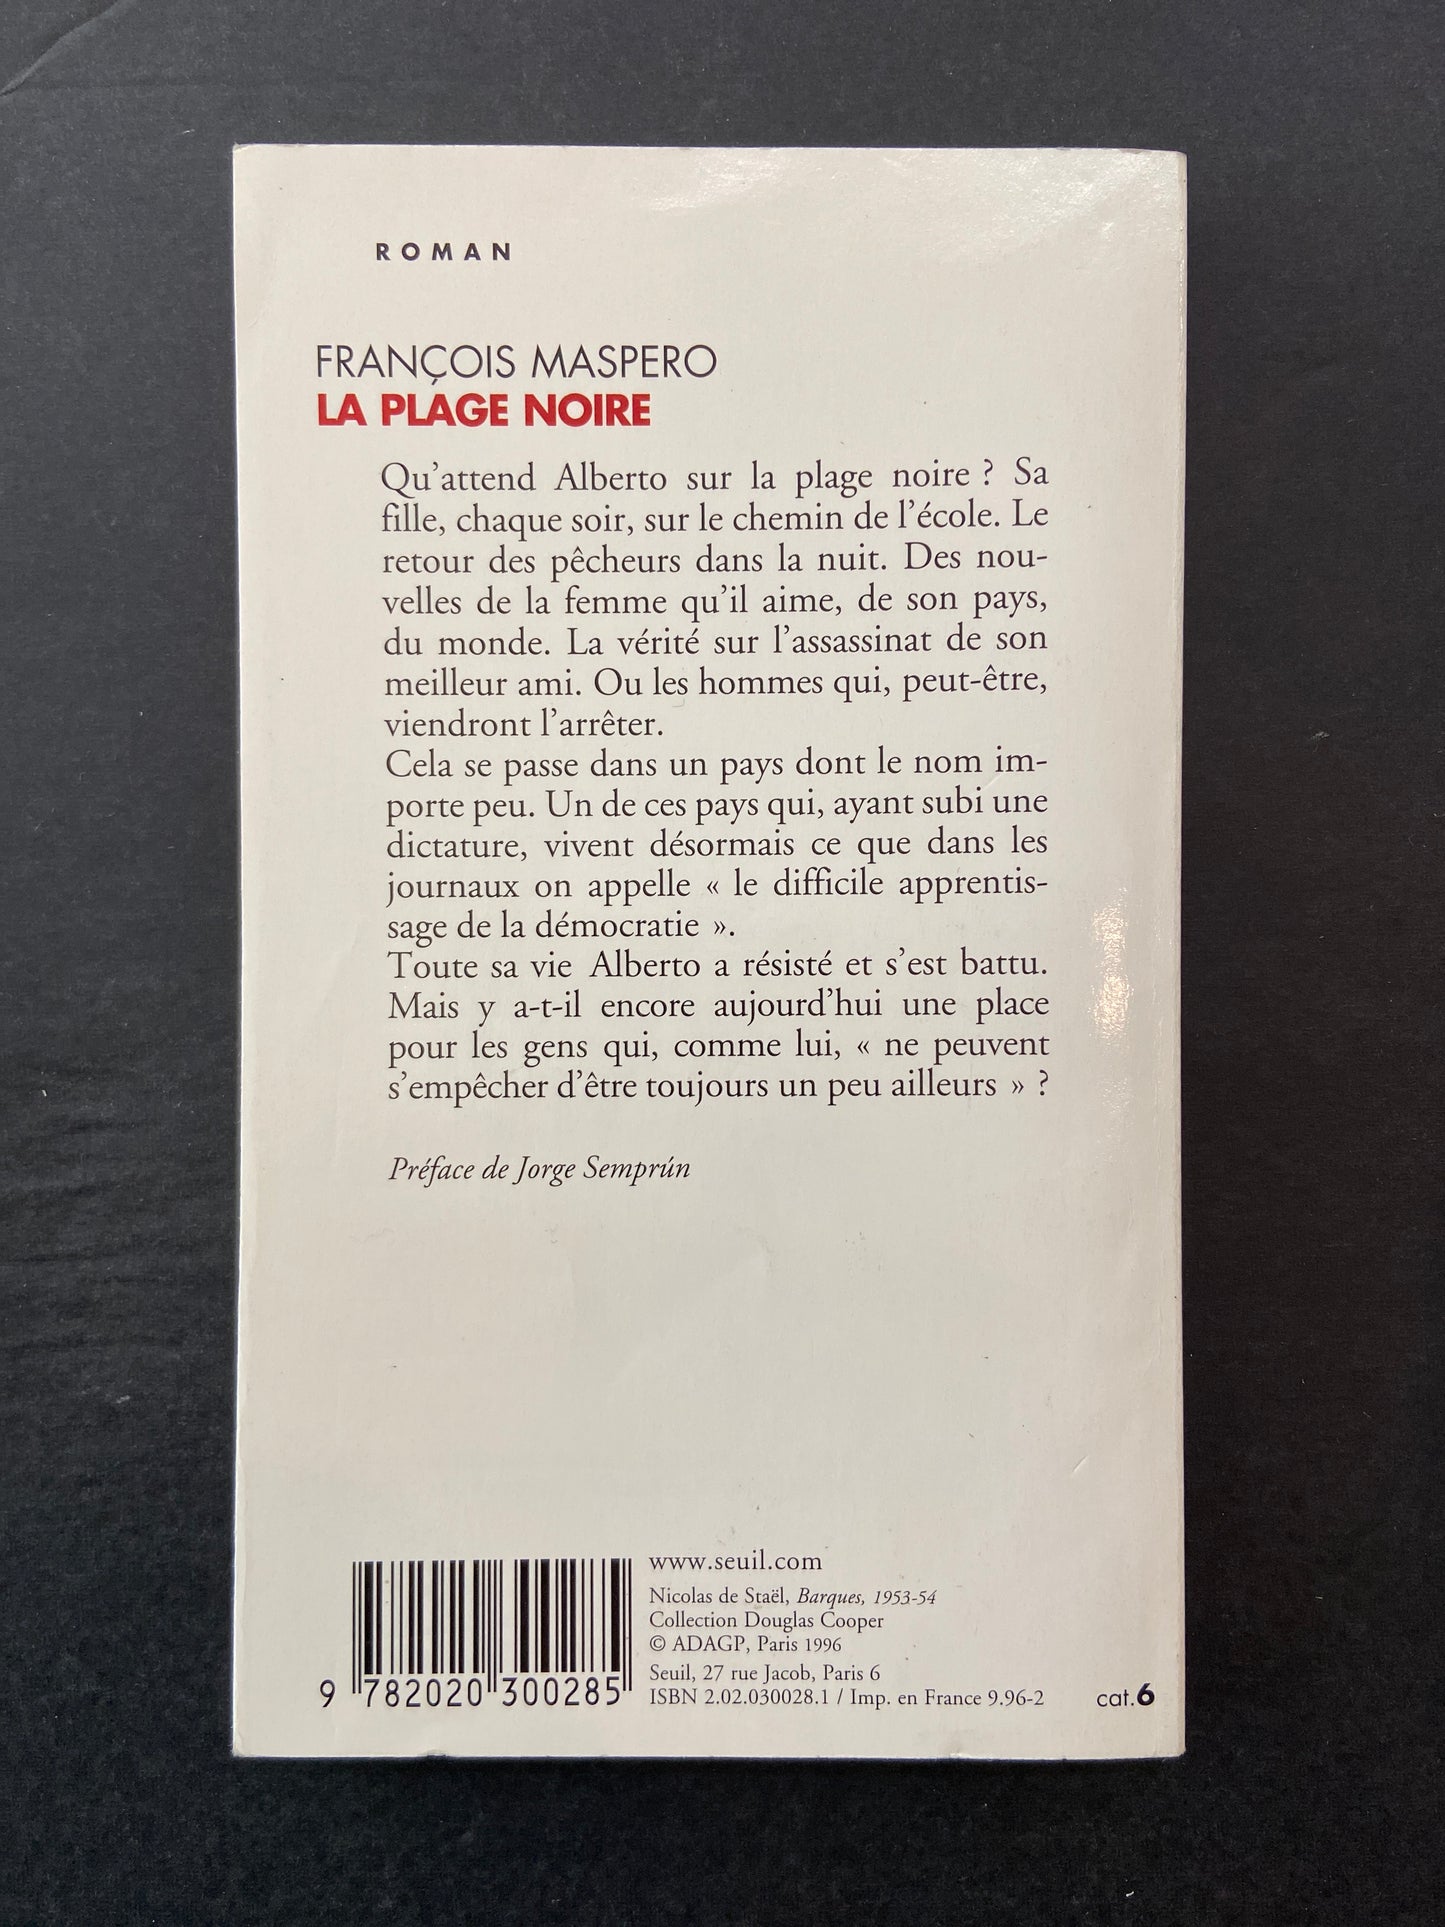 ROMAN
FRANÇOIS MASPERO
LA PLAGE NOIRE
Qu'attend Alberto sur la plage noire ? Sa
fille, chaque soir, sur le chemin de l'école. Le
retour des pêcheurs dans la nuit. Des nou-
velles de la femme qu'il aime, de son pays,
du monde. La vérité sur l'assassinat de son
meilleur ami. Ou les hommes qui, peut-être,
viendront l'arrêter.
Cela se passe dans un pays dont le nom im-
porte peu. Un de ces pays qui, ayant subi une
dictature, vivent désormais ce que dans les
journaux on appelle « le difficile apprentis-
sage de la démocratie ».
Toute sa vie Alberto a résisté et s'est battu.
Mais y a-t-il encore aujourd'hui une place
pour les gens qui, comme lui, « ne peuvent
s'empêcher d'être toujours un peu ailleurs » ?
Préface de Jorge Semprún
www.seuil.com
Nicolas de Staël, Barques, 1953-54
Collection Douglas Cooper
© ADAGP, Paris 1996
Seuil, 27 rue Jacob, Paris 6
ISBN 2.02.030028.1 / Imp. en France 9.96-2
9 782020 300285
cat.6